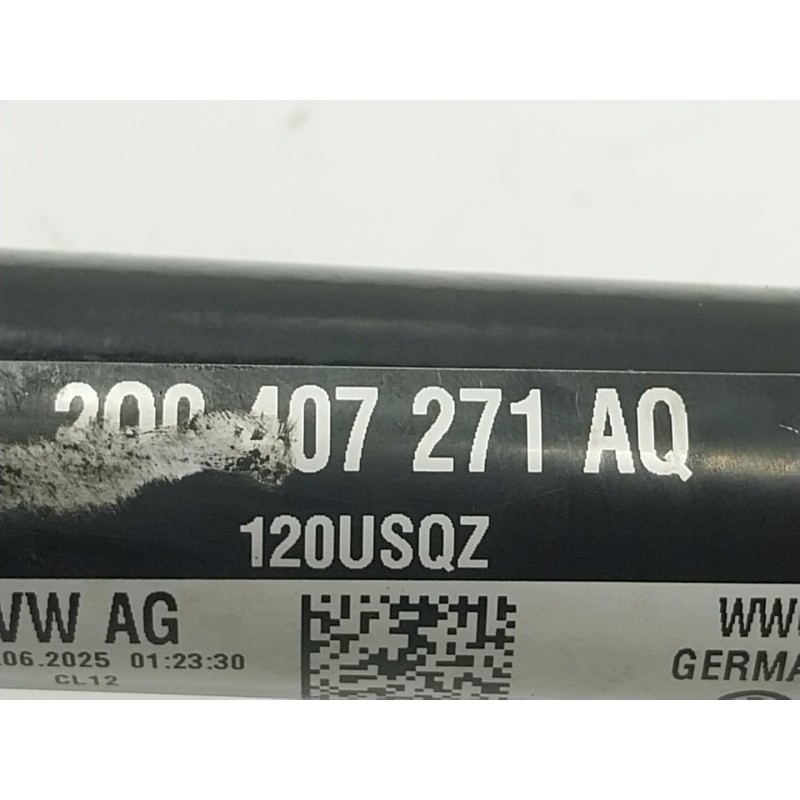 407 271 AQ
120USQZ
VW AG
.06.2025 01:23:30
CL12
GERMA